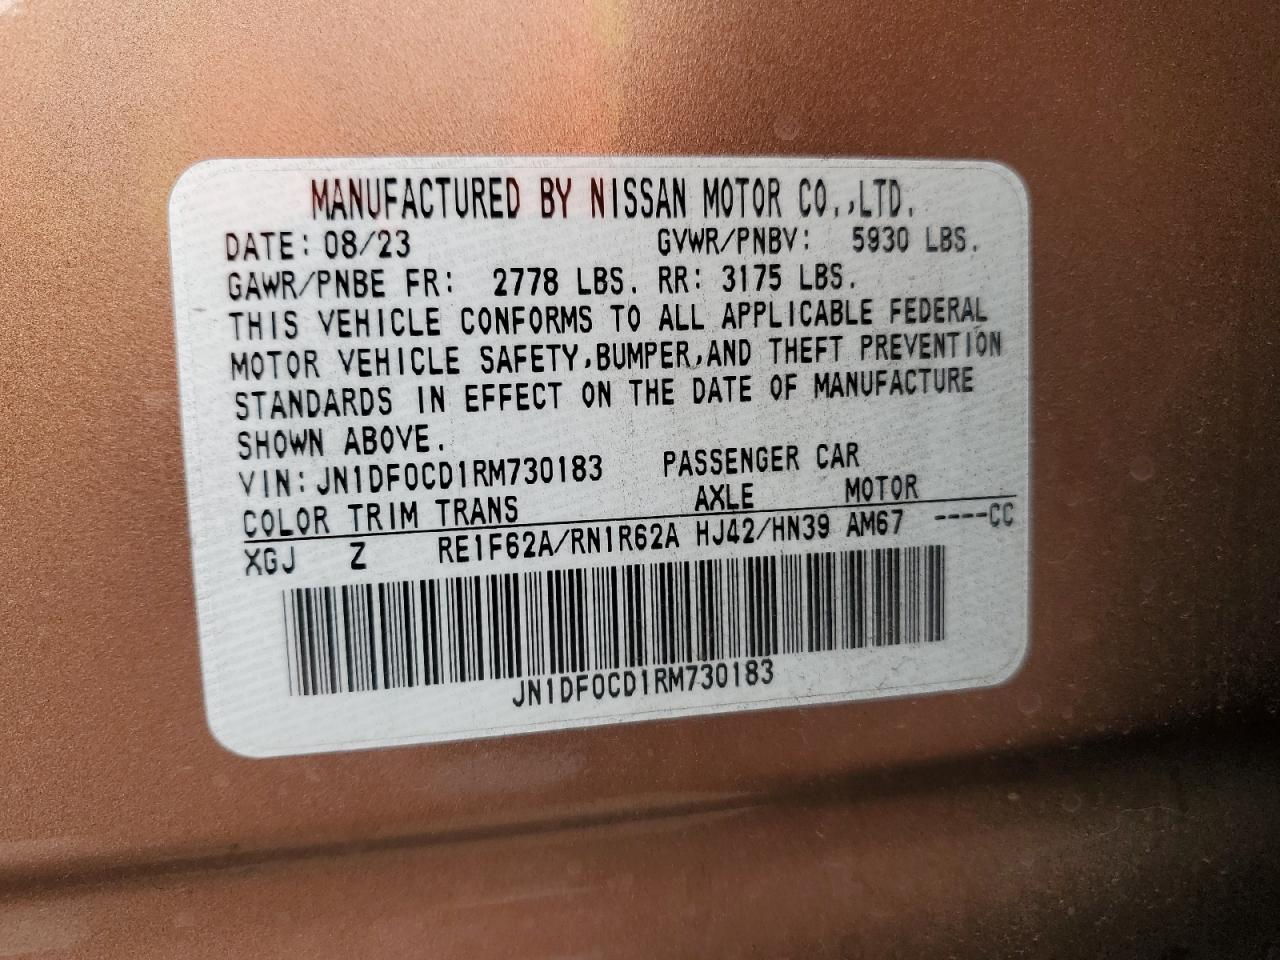 MANUFACTURED BY NISSAN MOTOR CO.,LTD.
DATE: 08/23 GVWR/PNBV: 5930 LBS.
GAWR/PNBE FR: 2778 LBS. RR: 3175 LBS.
THIS VEHICLE CONFORMS TO ALL APPLICABLE FEDERAL
MOTOR VEHICLE SAFETY,BUMPER,AND THEFT PREVENTION
STANDARDS IN EFFECT ON THE DATE OF MANUFACTURE
SHOWN ABOVE.
VIN: JN1DF0CD1RM730183 PASSENGER CAR
COLOR TRIM TRANS AXLE MOTOR
XGJ Z RE1F62A/RN1R62A HJ42/HN39 AM67 ----CC
JN1DF0CD1RM730183